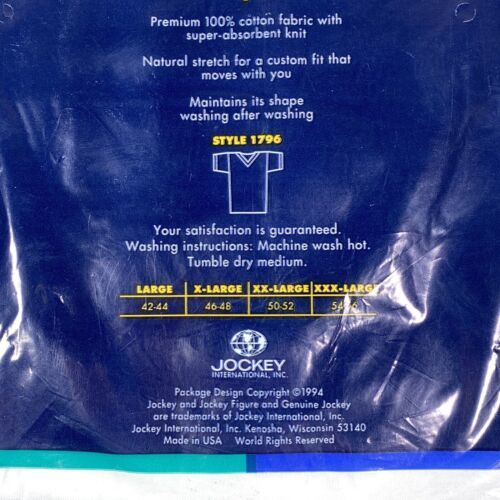 Premium 100% cotton fabric with
super-absorbent knit
Natural stretch for a custom fit that
moves with you
Maintains its shape
washing after washing
STYLE 1796
Your satisfaction is guaranteed.
Washing instructions: Machine wash hot.
Tumble dry medium.
LARGE X-LARGE XX-LARGE XXX-LARGE
42-44 46-48 50-52
JOCKEY
INTERNATIONAL, INC.
Package Design Copyright ©1994
Jockey and Jockey Figure and Genuine Jockey
are trademarks of Jockey International, Inc.
Jockey International, Inc. Kenosha, Wisconsin 53140
Made in USA World Rights Reserved